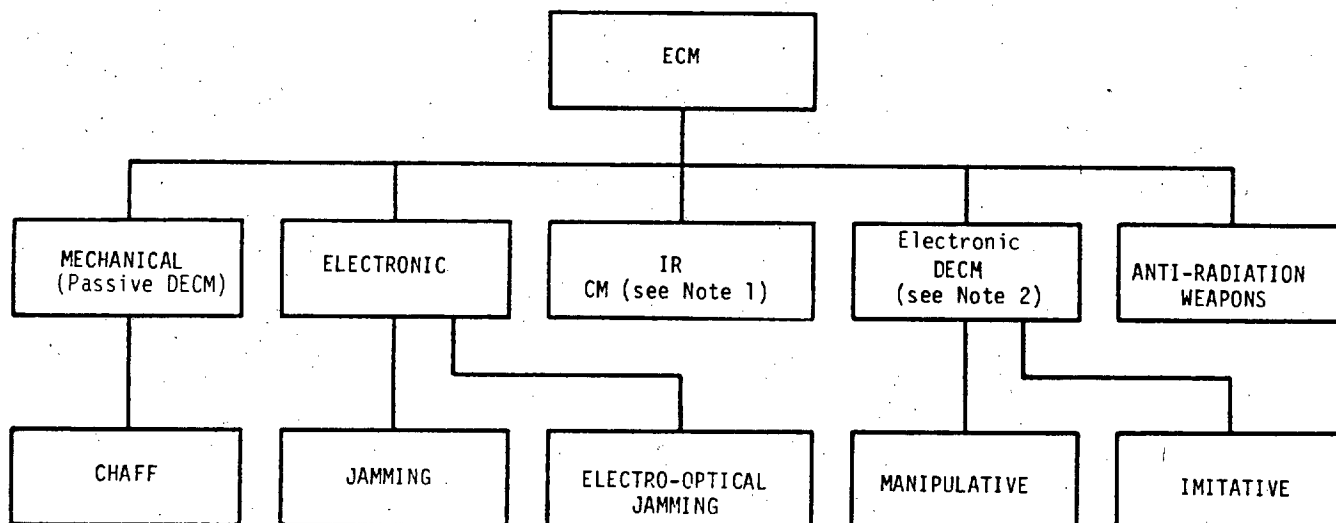 ECM
MECHANICAL
(Passive DECM)
ELECTRONIC
IR
CM (see Note 1)
Electronic
DECM
(see Note 2)
ANTI-RADIATION
WEAPONS
CHAFF
JAMMING
ELECTRO-OPTICAL
JAMMING
MANIPULATIVE
IMITATIVE